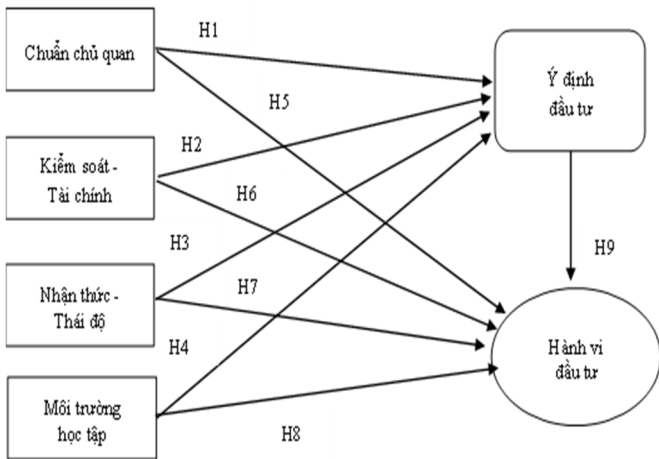 Chuẩn chủ quan
H1
Ý định
đầu tư
H5
Kiểm soát -
Tài chính
H2
H6
H3
H9
Nhận thức -
Thái độ
H7
H4
Hành vi
đầu tư
Môi trường
học tập
H8